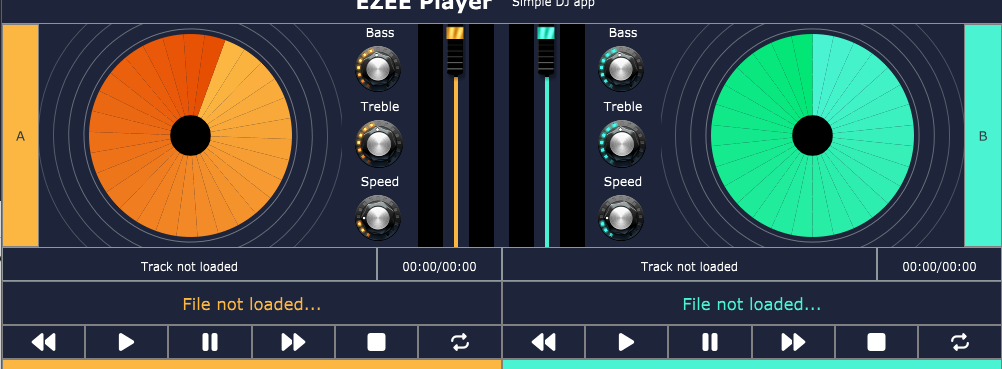 EZEE Player Simple DJ app
A
Bass
Treble
Speed
Bass
Treble
Speed
B
Track not loaded 00:00/00:00 Track not loaded 00:00/00:00
File not loaded... File not loaded...